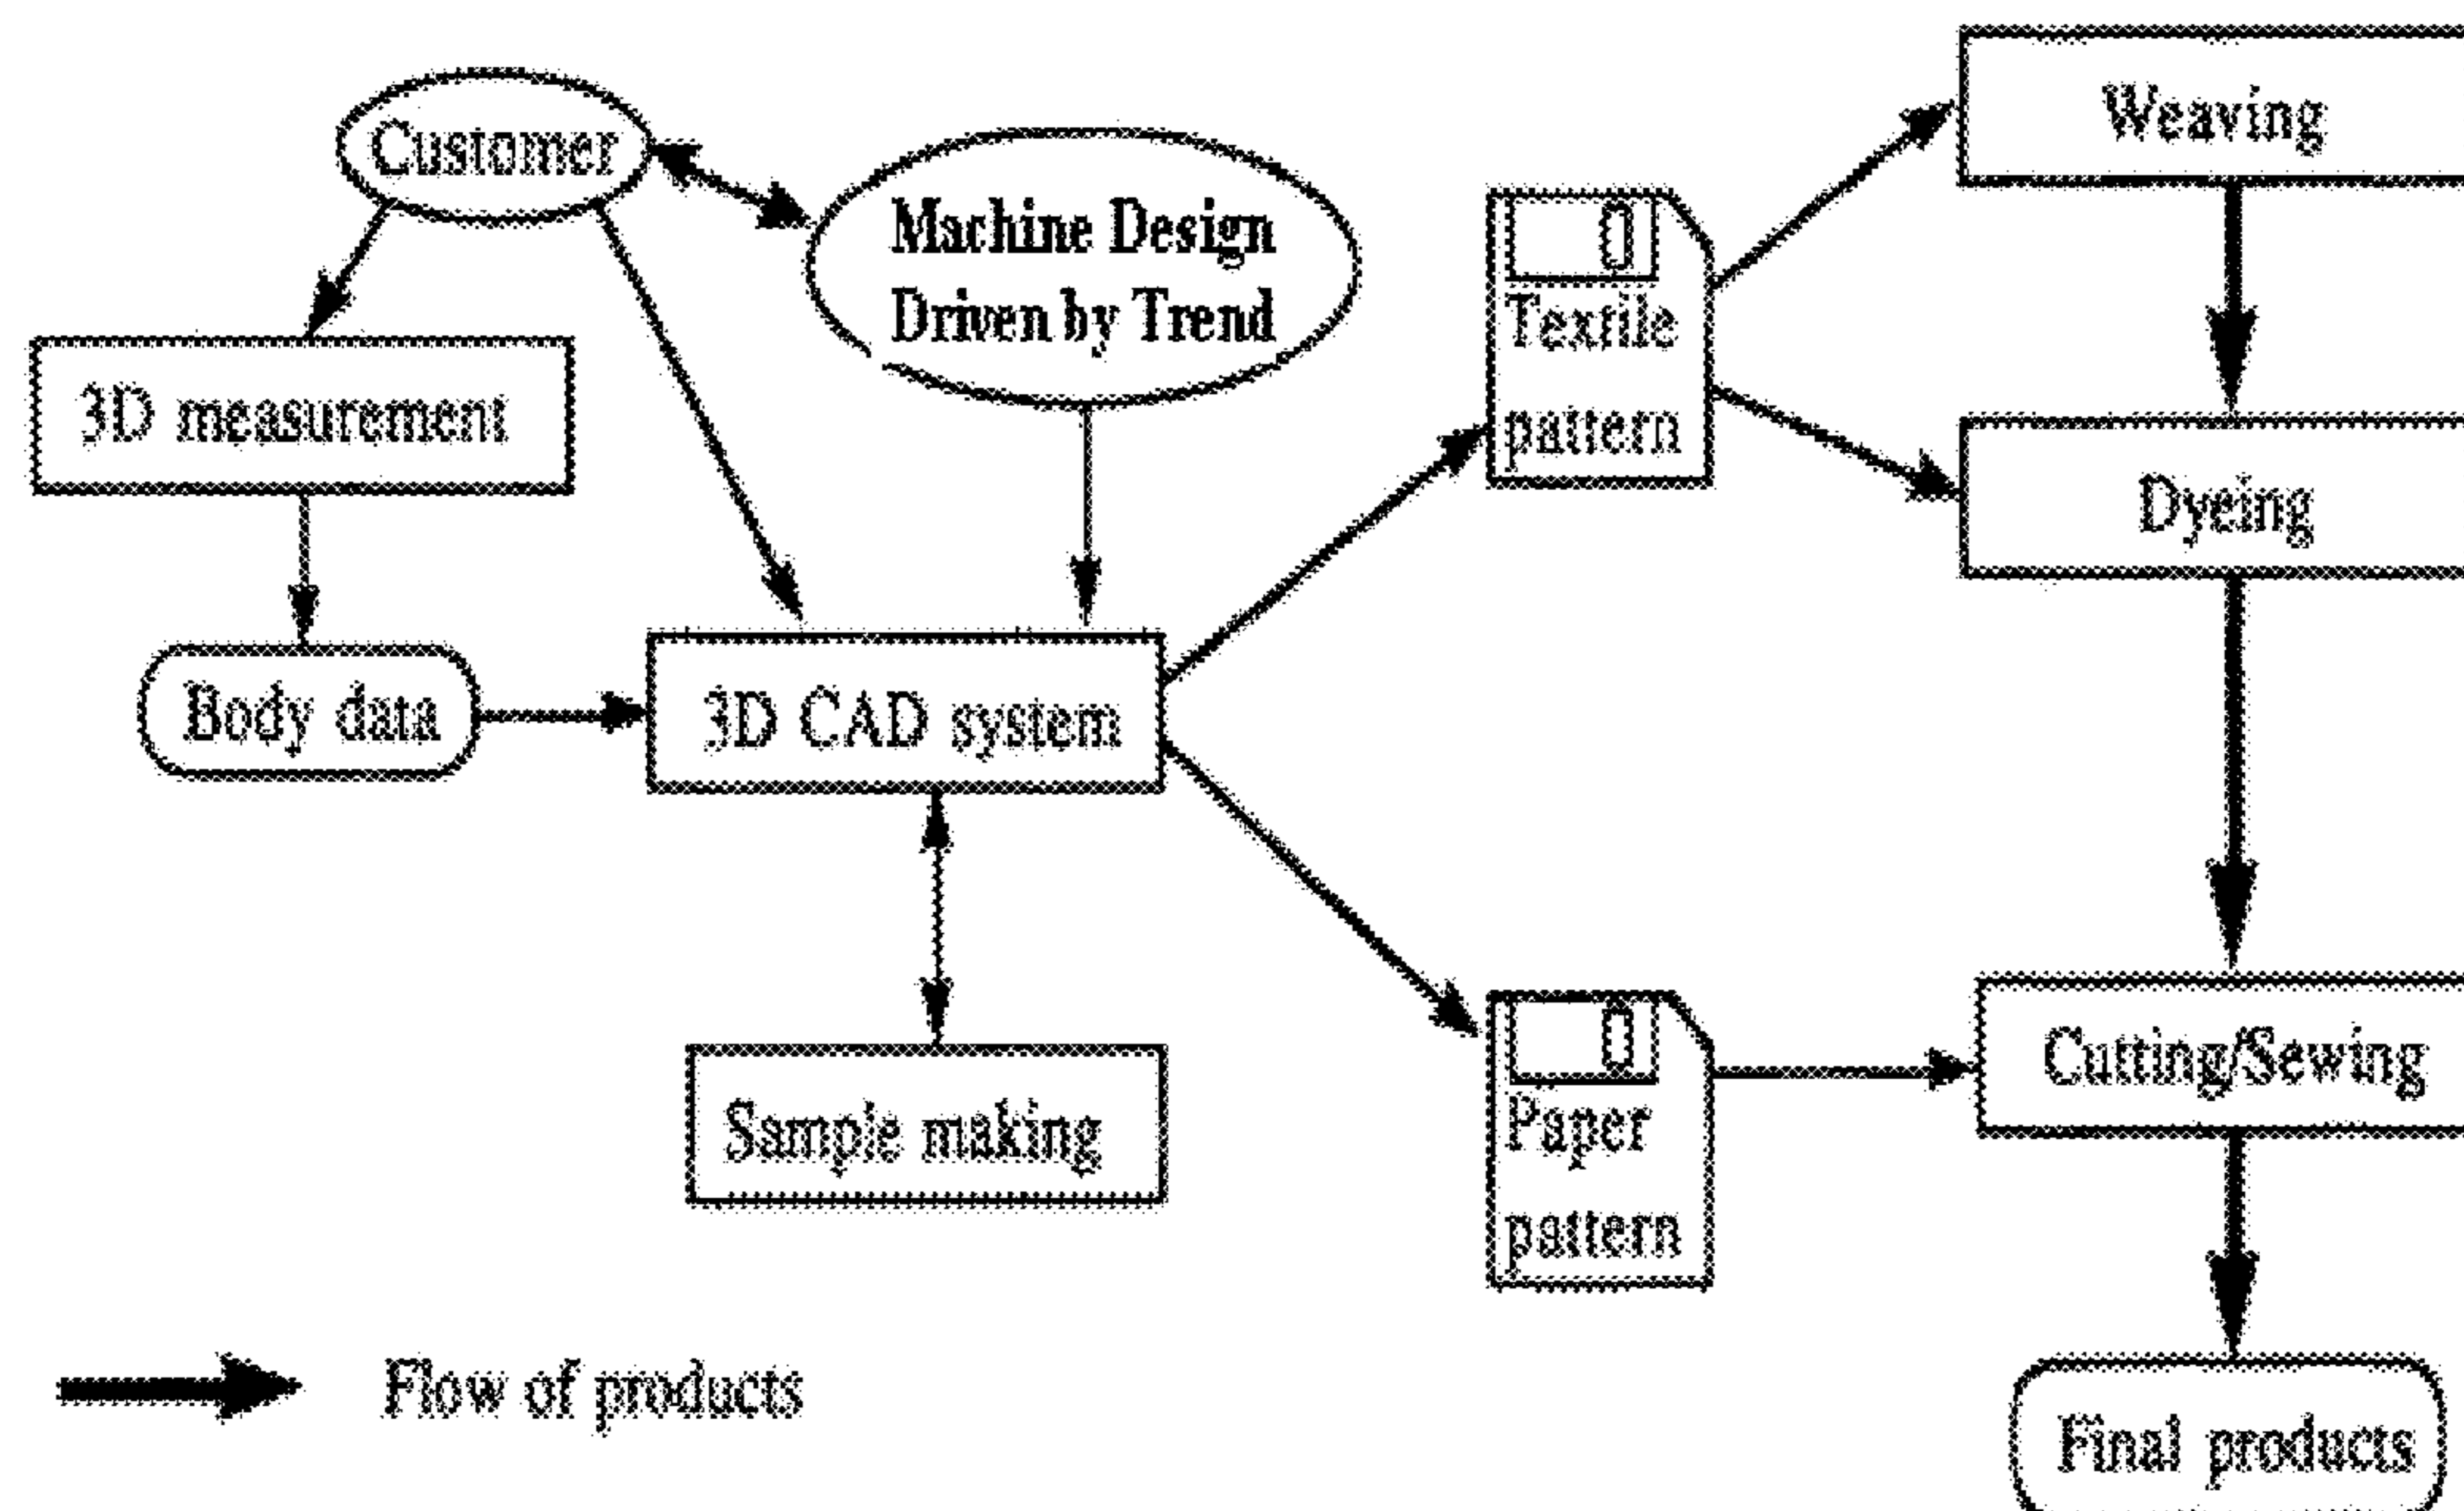 Customer
Machine Design
Driven by Trend
3D measurement
Body data
3D CAD system
Sample making
Textile
pattern
Paper
pattern
Weaving
Dyeing
Cutting/Sewing
Final products
Flow of products